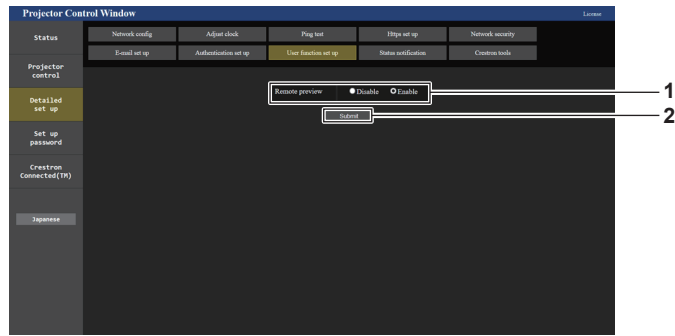 Projector Control Window
License
Status
Network config
Adjust clock
Ping test
Https set up
Network security
E-mail set up
Authentication set up
User function set up
Status notification
Crestron tools
Projector
control
Detailed
set up
Set up
password
Crestron
Connected(TM)
Japanese
Remote preview
Disable
Enable
1
Submit
2